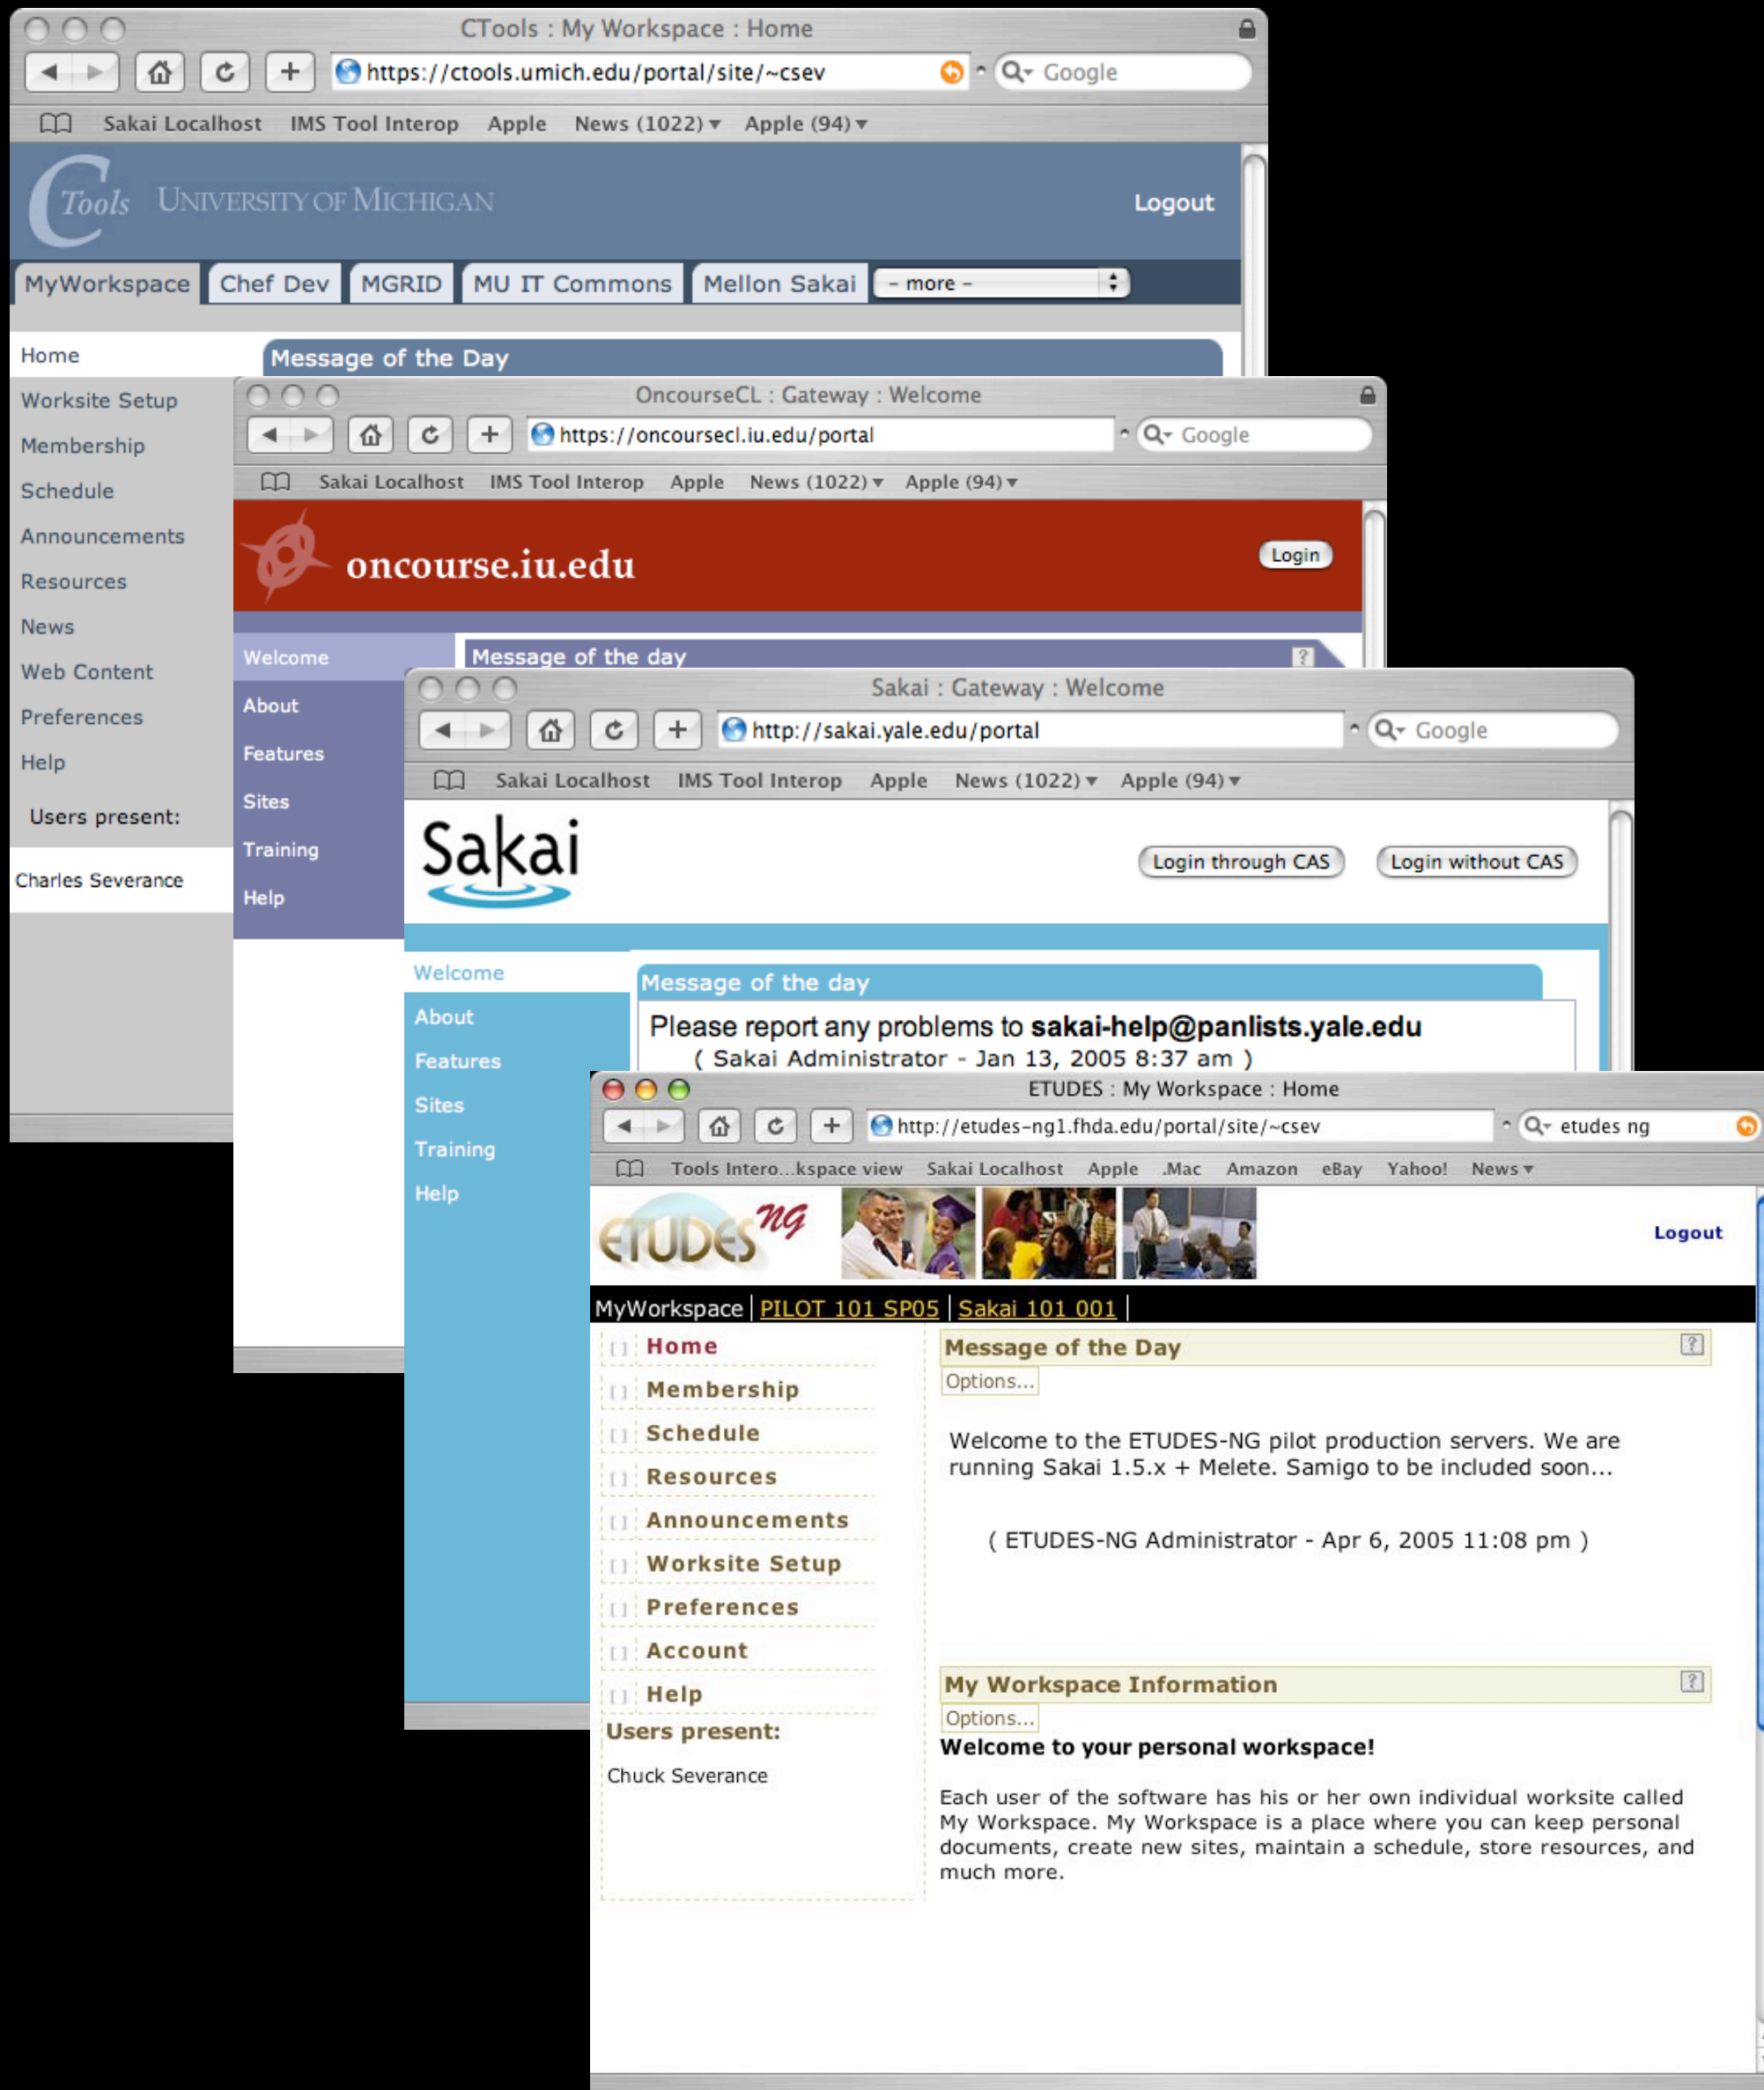 CTools : My Workspace : Home
https://ctools.umich.edu/portal/site/~csev
Google
Sakai Localhost IMS Tool Interop Apple News (1022) Apple (94)
CTools UNIVERSITY OF MICHIGAN
Logout
MyWorkspace Chef Dev MGRID MU IT Commons Mellon Sakai - more -
Home
Message of the Day
Worksite Setup
Membership
Schedule
Announcements
Resources
News
Web Content
Preferences
Help
Users present:
Charles Severance
OncourseCL : Gateway : Welcome
https://oncoursecl.iu.edu/portal
Google
Sakai Localhost IMS Tool Interop Apple News (1022) Apple (94)
oncourse.iu.edu
Login
Welcome
Message of the day
?
About
Features
Sites
Training
Help
Sakai : Gateway : Welcome
http://sakai.yale.edu/portal
Google
Sakai Localhost IMS Tool Interop Apple News (1022) Apple (94)
Sakai
Login through CAS Login without CAS
Welcome
Message of the day
Please report any problems to sakai-help@panlists.yale.edu
( Sakai Administrator - Jan 13, 2005 8:37 am )
About
Features
Sites
Training
Help
ETUDES : My Workspace : Home
http://etudes-ng1.fhda.edu/portal/site/~csev
etudes ng
Tools Intero...kspace view Sakai Localhost Apple .Mac Amazon eBay Yahoo! News
ETUDES NG
Logout
MyWorkspace | PILOT 101 SP05 | Sakai 101 001 |
[ ] Home
[ ] Membership
[ ] Schedule
[ ] Resources
[ ] Announcements
[ ] Worksite Setup
[ ] Preferences
[ ] Account
[ ] Help
Users present:
Chuck Severance
Message of the Day
?
Options...
Welcome to the ETUDES-NG pilot production servers. We are
running Sakai 1.5.x + Melete. Samigo to be included soon...
( ETUDES-NG Administrator - Apr 6, 2005 11:08 pm )
My Workspace Information
?
Options...
Welcome to your personal workspace!
Each user of the software has his or her own individual worksite called
My Workspace. My Workspace is a place where you can keep personal
documents, create new sites, maintain a schedule, store resources, and
much more.